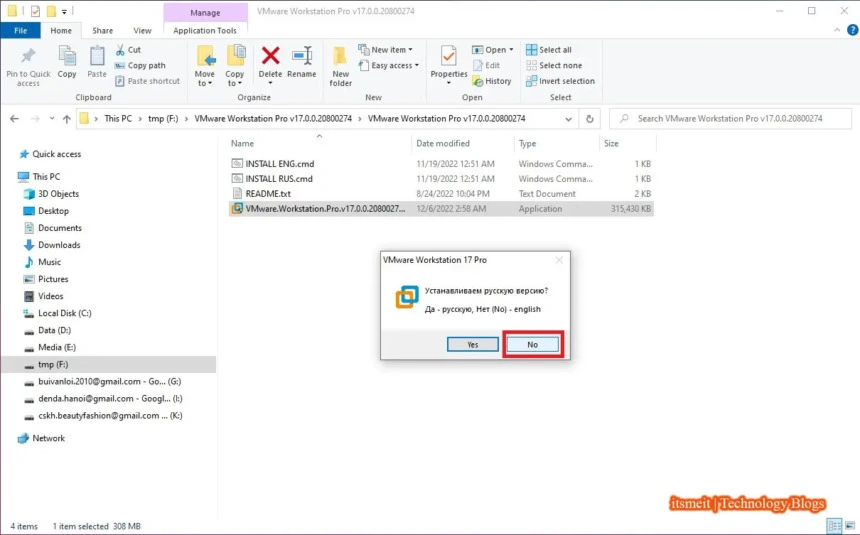 Manage
VMware Workstation Pro v17.0.0.20800274
File
Home
Share
View
Application Tools
Pin to Quick access
Copy
Paste
Cut
Copy path
Paste shortcut
Clipboard
Move to
Copy to
Delete
Rename
Organize
New folder
New item
Easy access
New
Properties
Open
Edit
History
Open
Select all
Select none
Invert selection
Select
This PC › tmp (F:) › VMware Workstation Pro v17.0.0.20800274 › VMware Workstation Pro v17.0.0.20800274
Search VMware Workstation Pro v17.0.0.20800274
Quick access
This PC
3D Objects
Desktop
Documents
Downloads
Music
Pictures
Videos
Local Disk (C:)
Data (D:)
Media (E:)
tmp (F:)
buivanloi.2010@gmail.com - Go... (G:)
denda.hanoi@gmail.com - Googl... (I:)
cskh.beautyfashion@gmail.com ... (K:)
Network
Name Date modified Type Size
INSTALL ENG.cmd 11/19/2022 12:51 AM Windows Comma... 1 KB
INSTALL RUS.cmd 11/19/2022 12:51 AM Windows Comma... 1 KB
README.txt 8/24/2022 10:04 PM Text Document 2 KB
VMware.Workstation.Pro.v17.0.0.2080027... 12/6/2022 2:58 AM Application 315,430 KB
VMware Workstation 17 Pro
Устанавливаем русскую версию?
Да - русскую, Нет (No) - english
Yes
No
itsmeit | Technology Blogs
4 items 1 item selected 308 MB